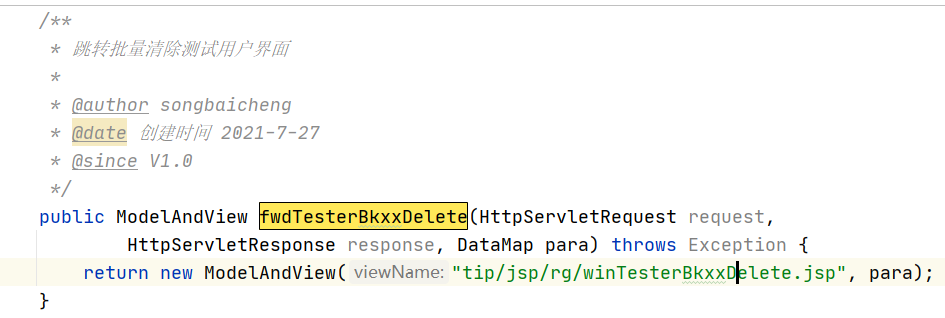 /**
 * 跳转批量清除测试用户界面
 *
 * @author songbaicheng
 * @date 创建时间 2021-7-27
 * @since V1.0
 */
public ModelAndView fwdTesterBkxxDelete(HttpServletRequest request,
        HttpServletResponse response, DataMap para) throws Exception {
    return new ModelAndView( viewName: "tip/jsp/rg/winTesterBkxxDelete.jsp", para);
}